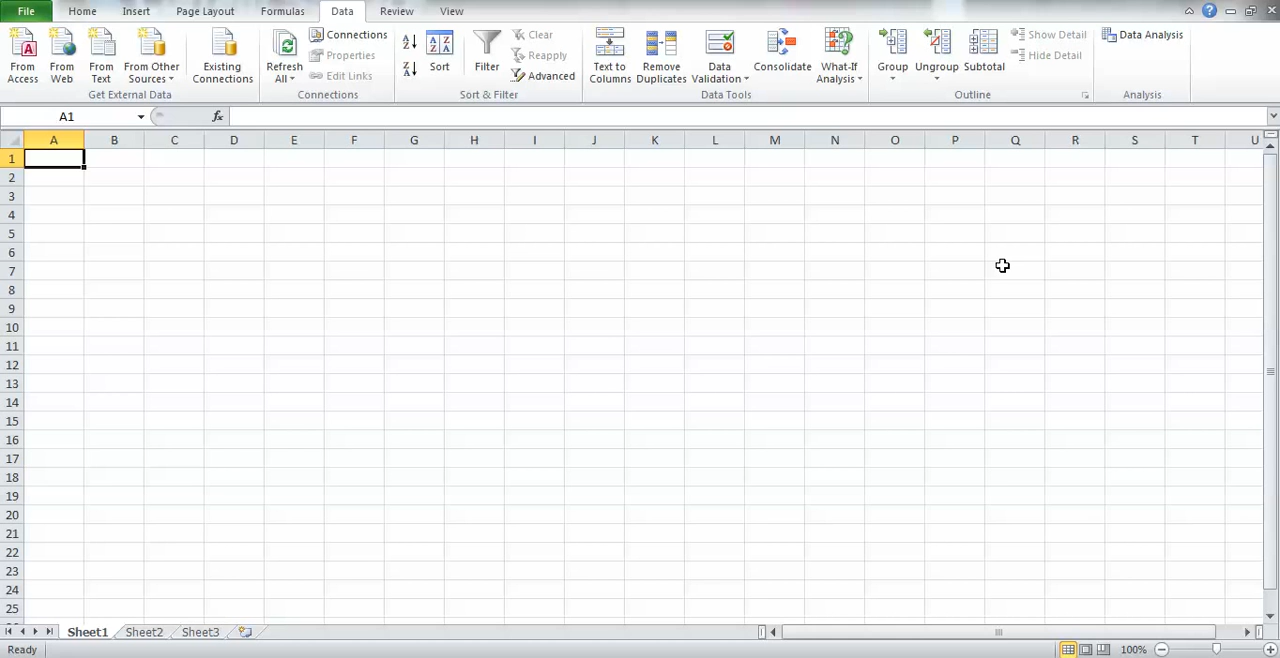 File Home Insert Page Layout Formulas Data Review View
From Access
From Web
From Text
From Other Sources
Existing Connections
Get External Data
Refresh All
Connections
Properties
Edit Links
Connections
Sort
Filter
Clear
Reapply
Advanced
Sort & Filter
Text to Columns
Remove Duplicates
Data Validation
Consolidate
What-If Analysis
Data Tools
Group
Ungroup
Subtotal
Show Detail
Hide Detail
Outline
Data Analysis
Analysis
A1 fx
A B C D E F G H I J K L M N O P Q R S T U
1
2
3
4
5
6
7
8
9
10
11
12
13
14
15
16
17
18
19
20
21
22
23
24
25
Sheet1 Sheet2 Sheet3
Ready 100%